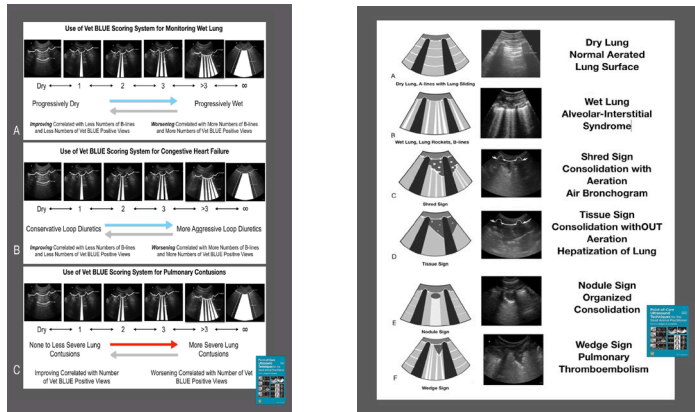 Use of Vet BLUE Scoring System for Monitoring Wet Lung
Dry 1 2 3 >3 ∞
Progressively Dry Progressively Wet
Improving Correlated with Less Numbers of B-lines
and Less Numbers of Vet BLUE Positive Views
Worsening Correlated with More Numbers of B-lines
and More Numbers of Vet BLUE Positive Views
A
Use of Vet BLUE Scoring System for Congestive Heart Failure
Dry 1 2 3 >3 ∞
Conservative Loop Diuretics More Aggressive Loop Diuretics
Improving Correlated with Less Numbers of B-lines
and Less Numbers of Vet BLUE Positive Views
Worsening Correlated with More Numbers of B-lines
and More Numbers of Vet BLUE Positive Views
B
Use of Vet BLUE Scoring System for Pulmonary Contusions
Dry 1 2 3 >3 ∞
None to Less Severe Lung
Contusions
More Severe Lung
Contusions
Improving Correlated with Number
of Vet BLUE Positive Views
Worsening Correlated with Number of Vet
BLUE Positive Views
C
A
Dry Lung, A-lines with Lung Sliding
Dry Lung
Normal Aerated
Lung Surface
B
Wet Lung, Lung Rockets, B-lines
Wet Lung
Alveolar-Interstitial
Syndrome
C
Shred Sign
Shred Sign
Consolidation with
Aeration
Air Bronchogram
D
Tissue Sign
Tissue Sign
Consolidation withOUT
Aeration
Hepatization of Lung
E
Nodule Sign
Nodule Sign
Organized
Consolidation
F
Wedge Sign
Wedge Sign
Pulmonary
Thromboembolism
Point-of-Care
Ultrasound
Techniques